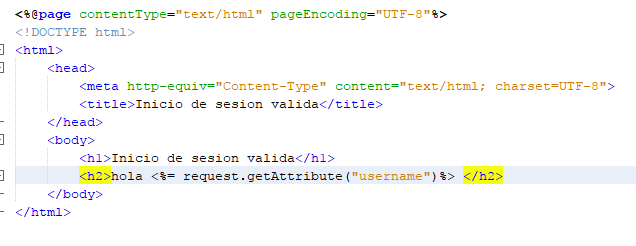 <%@page contentType="text/html" pageEncoding="UTF-8"%>
<!DOCTYPE html>
<html>
<head>
<meta http-equiv="Content-Type" content="text/html; charset=UTF-8">
<title>Inicio de sesion valida</title>
</head>
<body>
<h1>Inicio de sesion valida</h1>
<h2>hola <%= request.getAttribute("username")%> </h2>
</body>
</html>